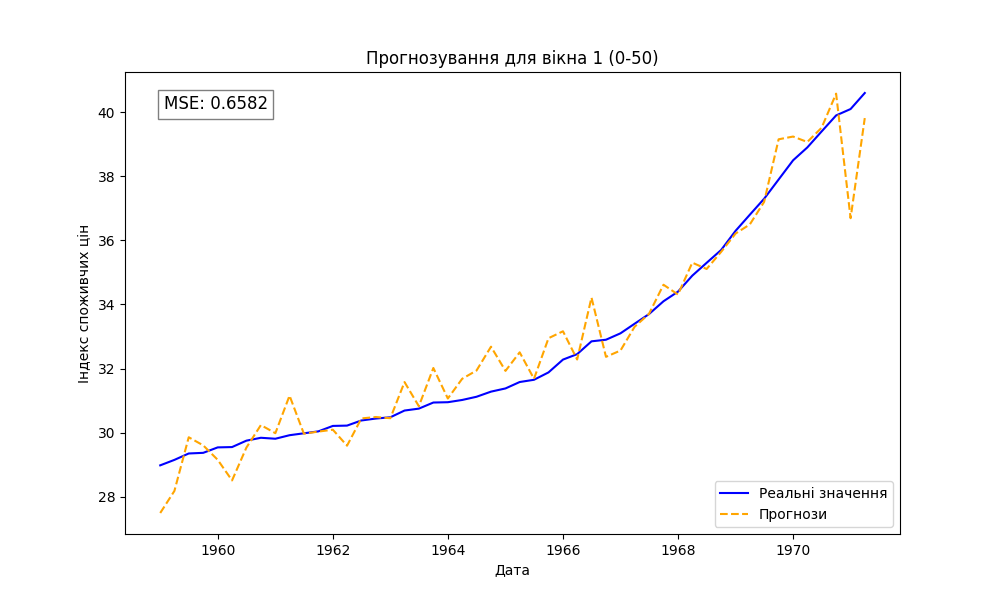 Прогнозування для вікна 1 (0-50)
MSE: 0.6582
Індекс споживчих цін
40
38
36
34
32
30
28
Реальні значення
Прогнози
1960 1962 1964 1966 1968 1970
Дата